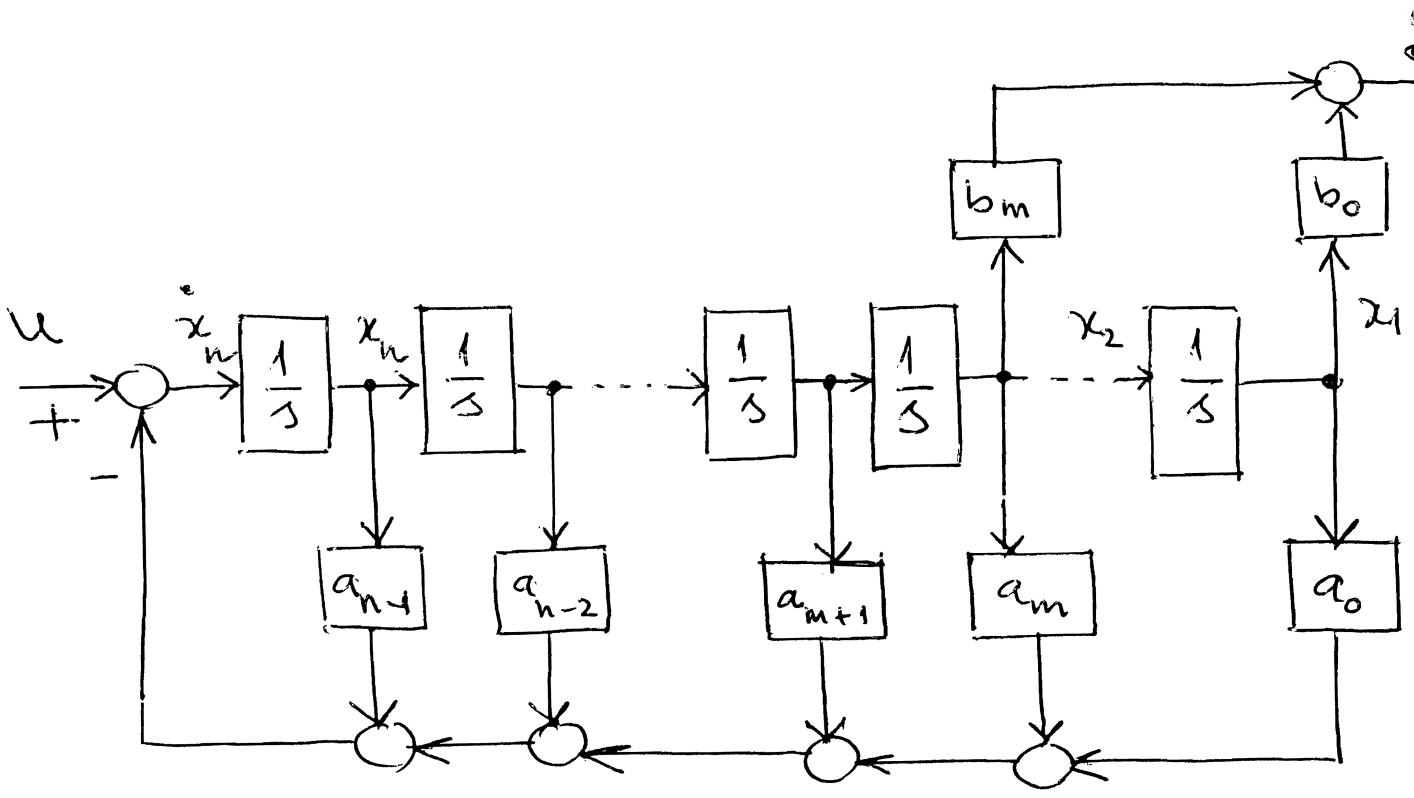 bm
b₀
u
ẋₙ
1/s
xₙ
1/s
1/s
1/s
x₂
1/s
x₁
+
−
aₙ₋₁
aₙ₋₂
aₘ₊₁
aₘ
a₀